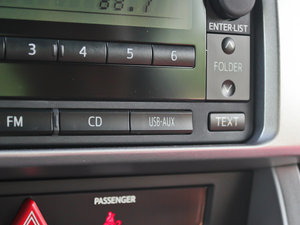 88.7
ENTER·LIST
3 4 5 6
FOLDER
FM CD USB·AUX TEXT
PASSENGER